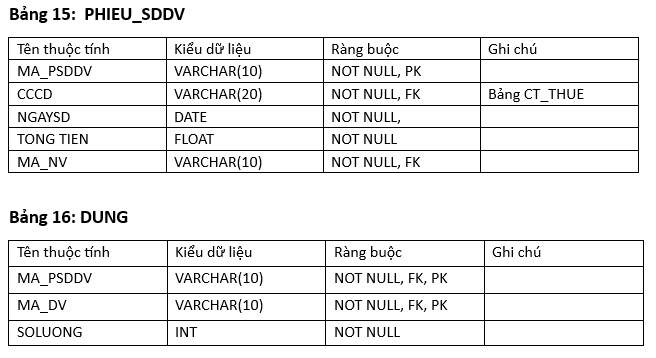 Bảng 15: PHIEU_SDDV
Tên thuộc tính Kiểu dữ liệu Ràng buộc Ghi chú
MA_PSDDV VARCHAR(10) NOT NULL, PK
CCCD VARCHAR(20) NOT NULL, FK Bảng CT_THUE
NGAYSD DATE NOT NULL,
TONG TIEN FLOAT NOT NULL
MA_NV VARCHAR(10) NOT NULL, FK
Bảng 16: DUNG
Tên thuộc tính Kiểu dữ liệu Ràng buộc Ghi chú
MA_PSDDV VARCHAR(10) NOT NULL, FK, PK
MA_DV VARCHAR(10) NOT NULL, FK, PK
SOLUONG INT NOT NULL